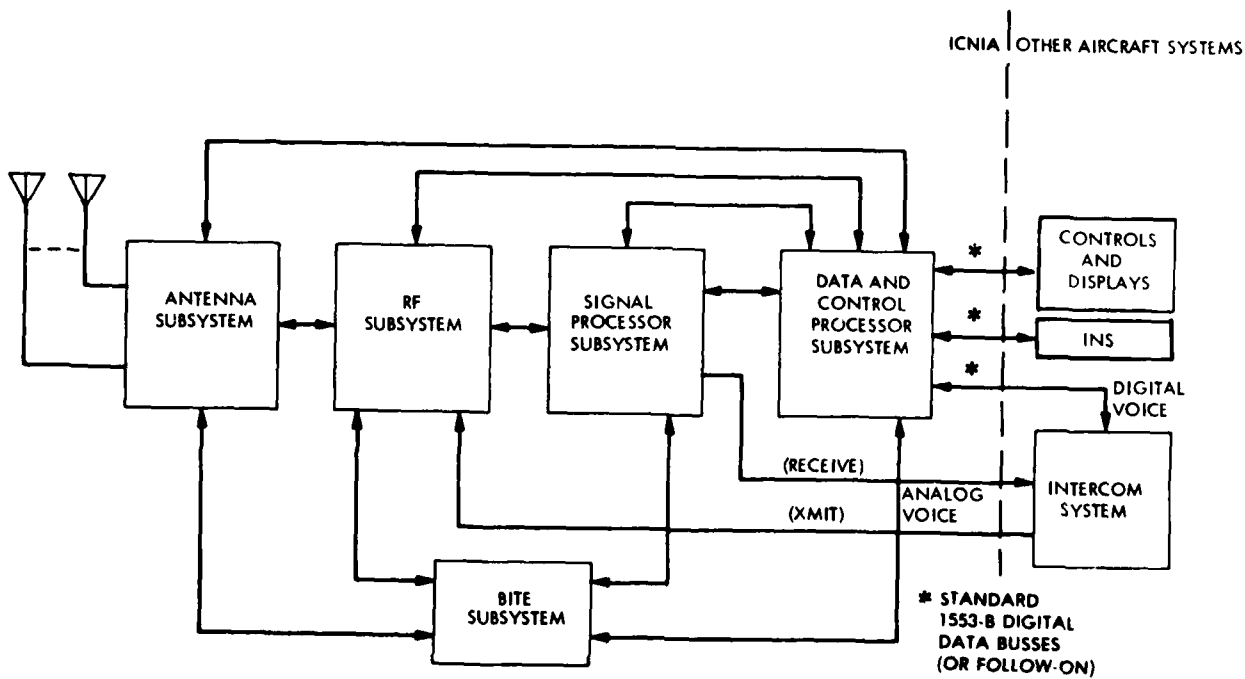 ICNIA | OTHER AIRCRAFT SYSTEMS
ANTENNA
SUBSYSTEM
RF
SUBSYSTEM
SIGNAL
PROCESSOR
SUBSYSTEM
DATA AND
CONTROL
PROCESSOR
SUBSYSTEM
*
CONTROLS
AND
DISPLAYS
*
INS
*
DIGITAL
VOICE
(RECEIVE)
ANALOG
VOICE
(XMIT)
INTERCOM
SYSTEM
BITE
SUBSYSTEM
* STANDARD
1553-B DIGITAL
DATA BUSSES
(OR FOLLOW-ON)